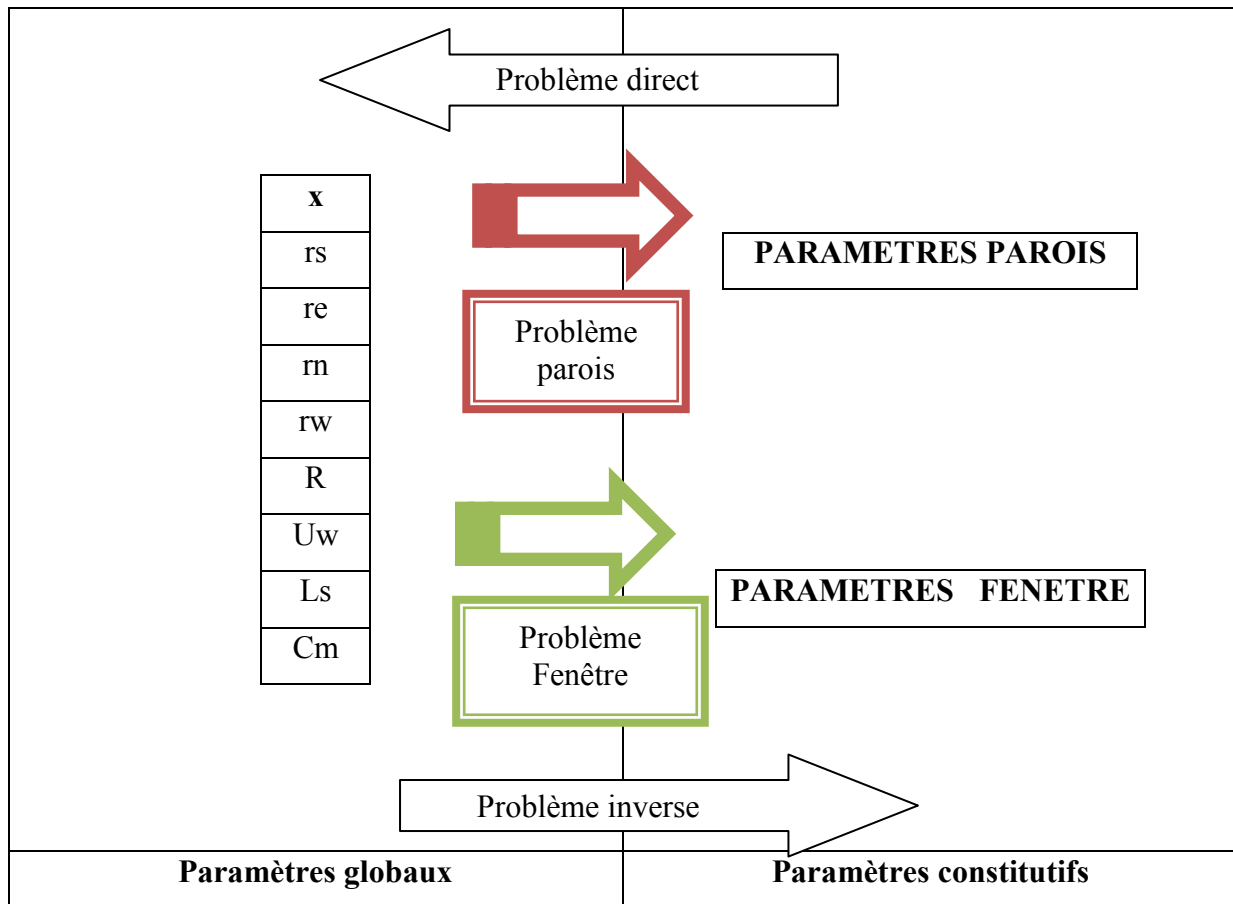 Problème direct
x
rs
re
rn
rw
R
Uw
Ls
Cm
Problème
parois
PARAMETRES PAROIS
Problème
Fenêtre
PARAMETRES FENETRE
Problème inverse
Paramètres globaux
Paramètres constitutifs